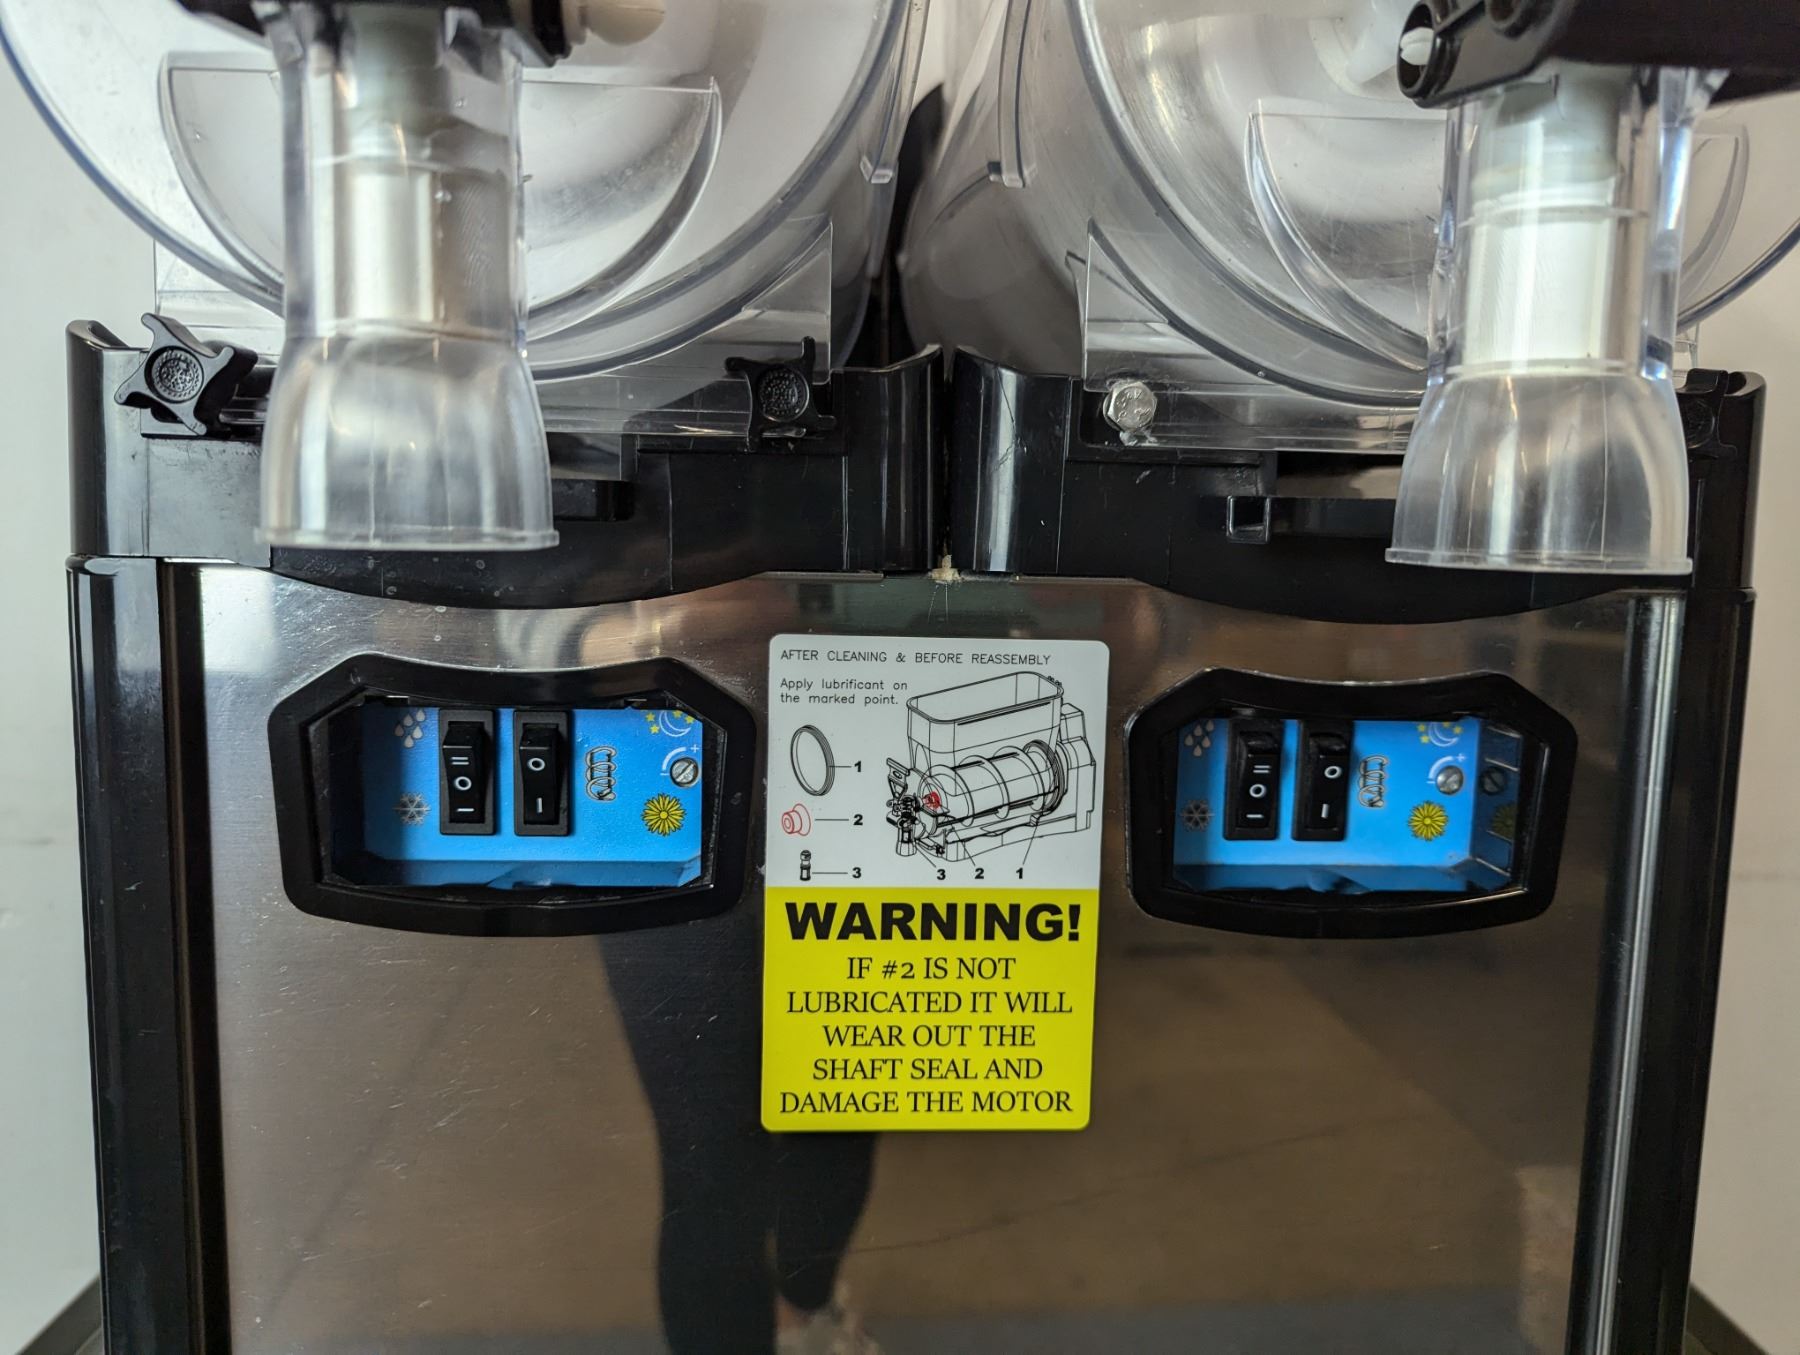 AFTER CLEANING & BEFORE REASSEMBLY
Apply lubrificant on
the marked point.
1
2
3
3 2 1
WARNING!
IF #2 IS NOT
LUBRICATED IT WILL
WEAR OUT THE
SHAFT SEAL AND
DAMAGE THE MOTOR